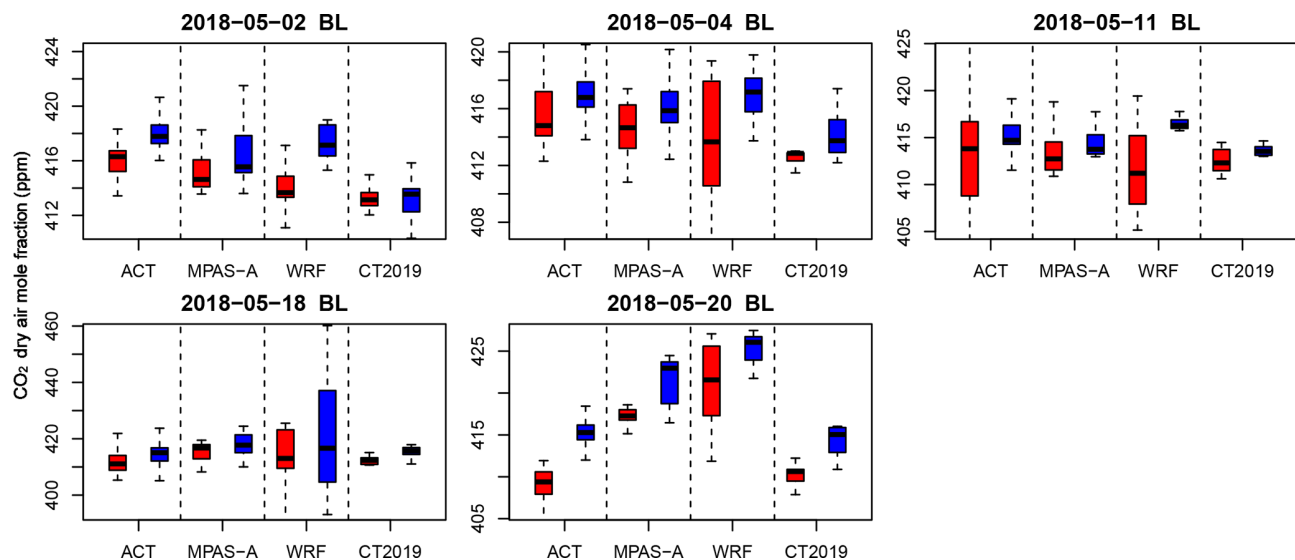 CO₂ dry air mole fraction (ppm)
2018−05−02 BL
424
420
416
412
ACT MPAS−A WRF CT2019
2018−05−04 BL
420
416
412
408
ACT MPAS−A WRF CT2019
2018−05−11 BL
425
420
415
410
405
ACT MPAS−A WRF CT2019
2018−05−18 BL
460
440
420
400
ACT MPAS−A WRF CT2019
2018−05−20 BL
425
415
405
ACT MPAS−A WRF CT2019